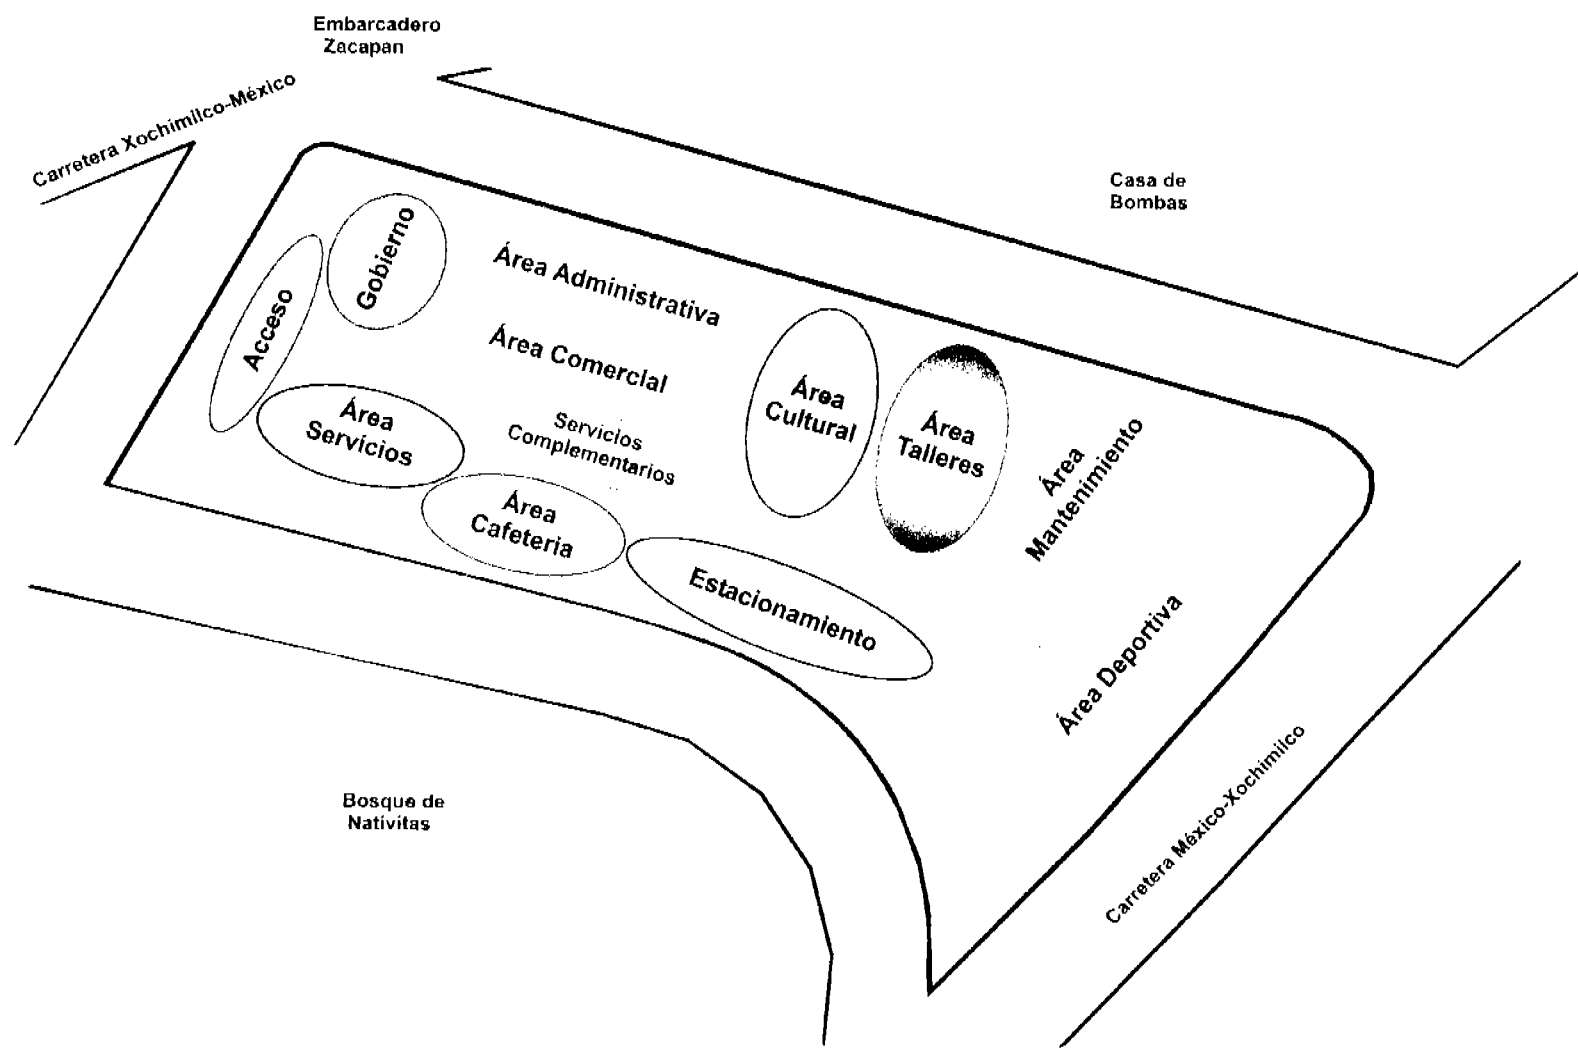 Embarcadero
Zacapan
Carretera Xochimilco-México
Casa de
Bombas
Gobierno
Acceso
Área Administrativa
Área Comercial
Área
Servicios
Servicios
Complementarios
Área
Cafeteria
Área
Cultural
Área
Talleres
Área
Mantenimiento
Estacionamiento
Área Deportiva
Carretera México-Xochimilco
Bosque de
Nativitas